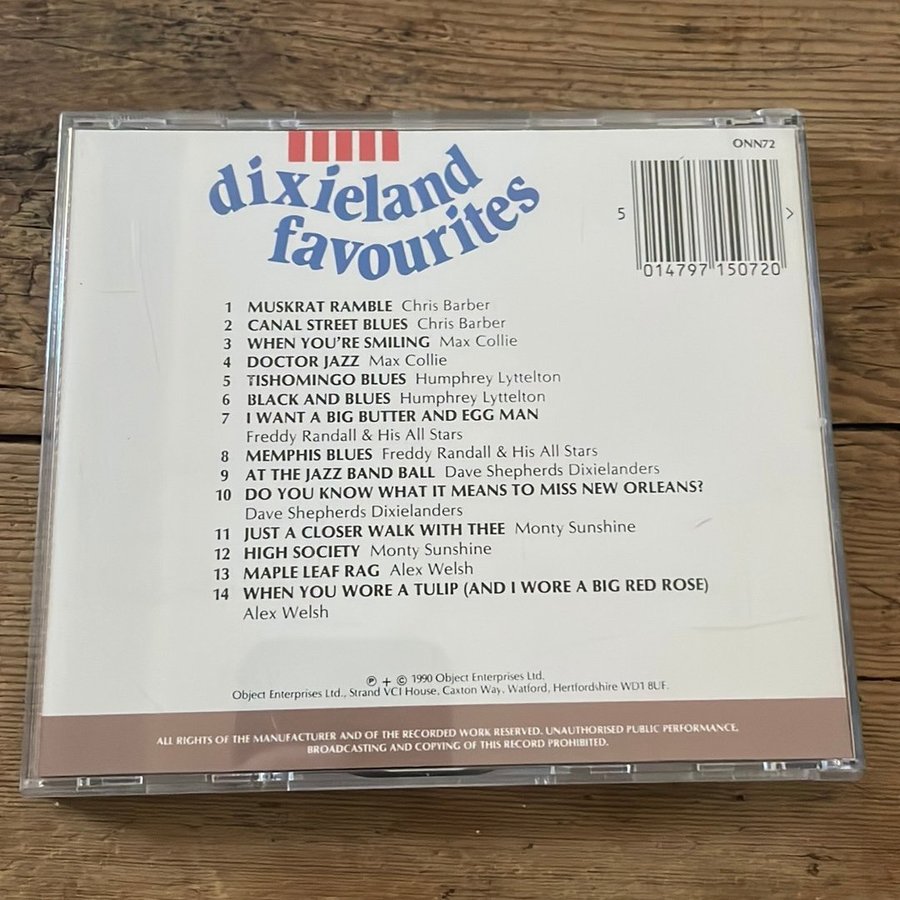 ONN72
dixieland
favourites
5 014797 150720 >
1 MUSKRAT RAMBLE Chris Barber
2 CANAL STREET BLUES Chris Barber
3 WHEN YOU'RE SMILING Max Collie
4 DOCTOR JAZZ Max Collie
5 TISHOMINGO BLUES Humphrey Lyttelton
6 BLACK AND BLUES Humphrey Lyttelton
7 I WANT A BIG BUTTER AND EGG MAN
Freddy Randall & His All Stars
8 MEMPHIS BLUES Freddy Randall & His All Stars
9 AT THE JAZZ BAND BALL Dave Shepherds Dixielanders
10 DO YOU KNOW WHAT IT MEANS TO MISS NEW ORLEANS?
Dave Shepherds Dixielanders
11 JUST A CLOSER WALK WITH THEE Monty Sunshine
12 HIGH SOCIETY Monty Sunshine
13 MAPLE LEAF RAG Alex Welsh
14 WHEN YOU WORE A TULIP (AND I WORE A BIG RED ROSE)
Alex Welsh
℗ + © 1990 Object Enterprises Ltd.
Object Enterprises Ltd., Strand VCI House, Caxton Way, Watford, Hertfordshire WD1 8UF.
ALL RIGHTS OF THE MANUFACTURER AND OF THE RECORDED WORK RESERVED. UNAUTHORISED PUBLIC PERFORMANCE,
BROADCASTING AND COPYING OF THIS RECORD PROHIBITED.